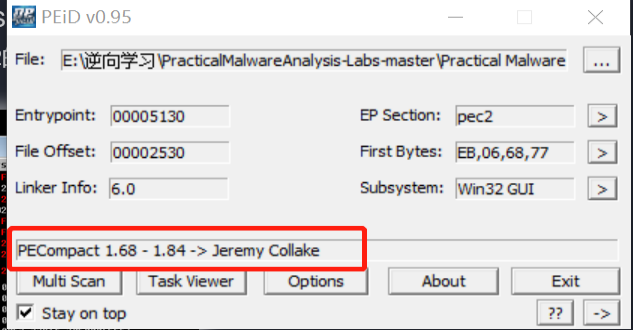 PEiD v0.95
File: E:\逆向学习\PracticalMalwareAnalysis-Labs-master\Practical Malware ...
Entrypoint: 00005130 EP Section: pec2 >
File Offset: 00002530 First Bytes: EB,06,68,77 >
Linker Info: 6.0 Subsystem: Win32 GUI >
PECompact 1.68 - 1.84 -> Jeremy Collake
Multi Scan Task Viewer Options About Exit
Stay on top ?? ->